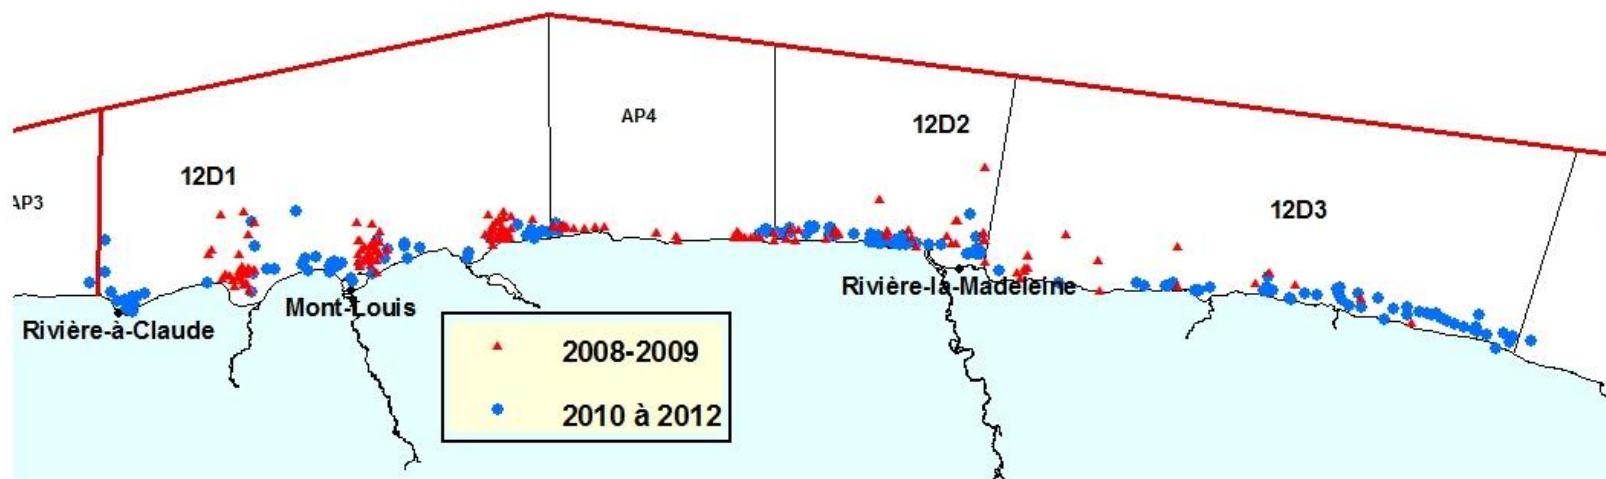 AP4
12D2
12D1
AP3
12D3
Rivière-la-Madeleine
Mont-Louis
Rivière-à-Claude
2008-2009
2010 à 2012